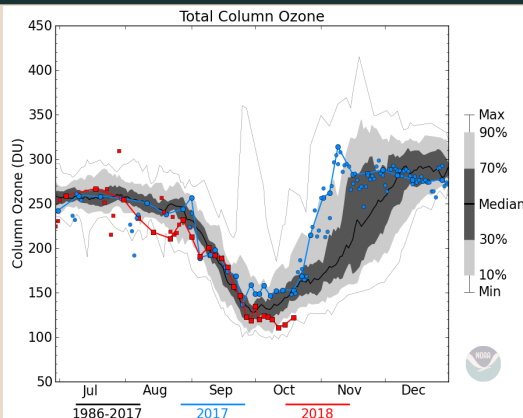 Total Column Ozone
450
400
350
300
250
200
150
100
50
Column Ozone (DU)
Jul Aug Sep Oct Nov Dec
1986-2017 2017 2018
Max
90%
70%
Median
30%
10%
Min
NOAA